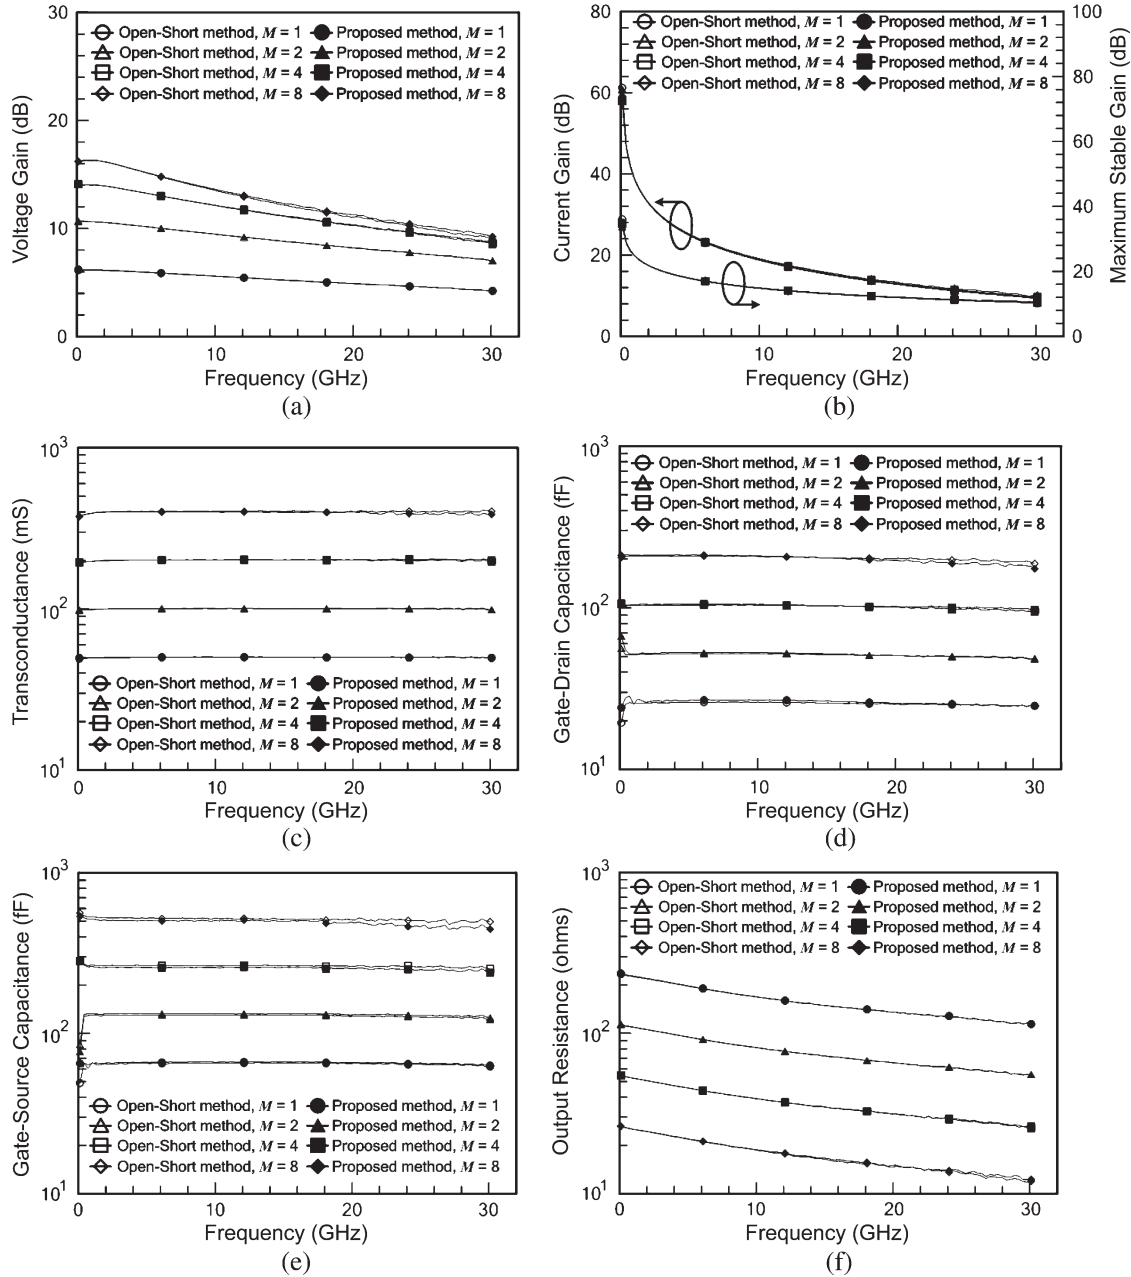 30
20
10
0
Voltage Gain (dB)
Open-Short method, M = 1 Proposed method, M = 1
Open-Short method, M = 2 Proposed method, M = 2
Open-Short method, M = 4 Proposed method, M = 4
Open-Short method, M = 8 Proposed method, M = 8
0 10 20 30
Frequency (GHz)
(a)
80
60
40
20
0
Current Gain (dB)
Open-Short method, M = 1 Proposed method, M = 1
Open-Short method, M = 2 Proposed method, M = 2
Open-Short method, M = 4 Proposed method, M = 4
Open-Short method, M = 8 Proposed method, M = 8
100
80
60
40
20
0
Maximum Stable Gain (dB)
0 10 20 30
Frequency (GHz)
(b)
10³
10²
10¹
Transconductance (mS)
Open-Short method, M = 1 Proposed method, M = 1
Open-Short method, M = 2 Proposed method, M = 2
Open-Short method, M = 4 Proposed method, M = 4
Open-Short method, M = 8 Proposed method, M = 8
0 10 20 30
Frequency (GHz)
(c)
10³
10²
10¹
Gate-Drain Capacitance (fF)
Open-Short method, M = 1 Proposed method, M = 1
Open-Short method, M = 2 Proposed method, M = 2
Open-Short method, M = 4 Proposed method, M = 4
Open-Short method, M = 8 Proposed method, M = 8
0 10 20 30
Frequency (GHz)
(d)
10³
10²
10¹
Gate-Source Capacitance (fF)
Open-Short method, M = 1 Proposed method, M = 1
Open-Short method, M = 2 Proposed method, M = 2
Open-Short method, M = 4 Proposed method, M = 4
Open-Short method, M = 8 Proposed method, M = 8
0 10 20 30
Frequency (GHz)
(e)
10³
10²
10¹
Output Resistance (ohms)
Open-Short method, M = 1 Proposed method, M = 1
Open-Short method, M = 2 Proposed method, M = 2
Open-Short method, M = 4 Proposed method, M = 4
Open-Short method, M = 8 Proposed method, M = 8
0 10 20 30
Frequency (GHz)
(f)